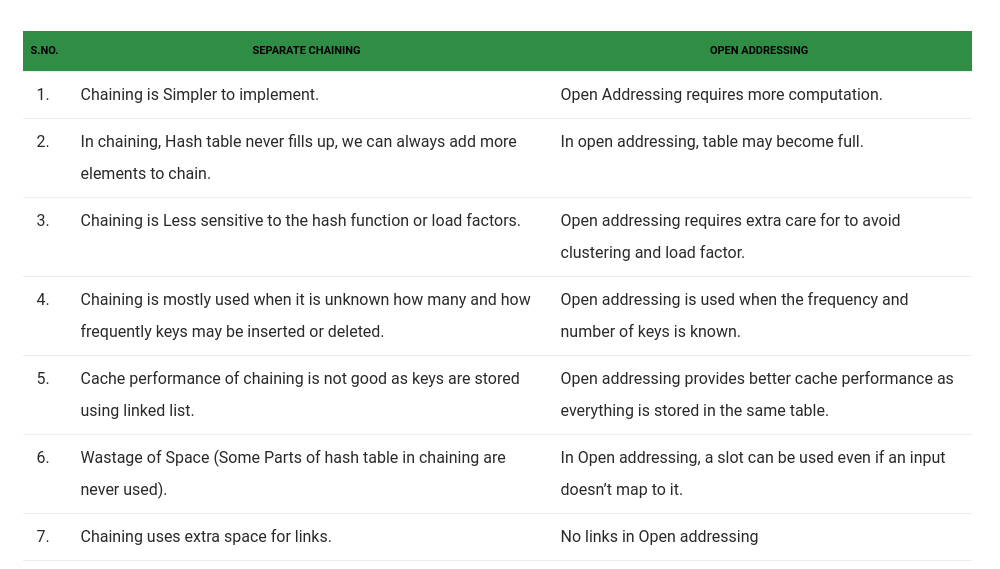 S.NO. SEPARATE CHAINING OPEN ADDRESSING
1. Chaining is Simpler to implement. Open Addressing requires more computation.
2. In chaining, Hash table never fills up, we can always add more In open addressing, table may become full.
elements to chain.
3. Chaining is Less sensitive to the hash function or load factors. Open addressing requires extra care for to avoid
clustering and load factor.
4. Chaining is mostly used when it is unknown how many and how Open addressing is used when the frequency and
frequently keys may be inserted or deleted. number of keys is known.
5. Cache performance of chaining is not good as keys are stored Open addressing provides better cache performance as
using linked list. everything is stored in the same table.
6. Wastage of Space (Some Parts of hash table in chaining are In Open addressing, a slot can be used even if an input
never used). doesn’t map to it.
7. Chaining uses extra space for links. No links in Open addressing